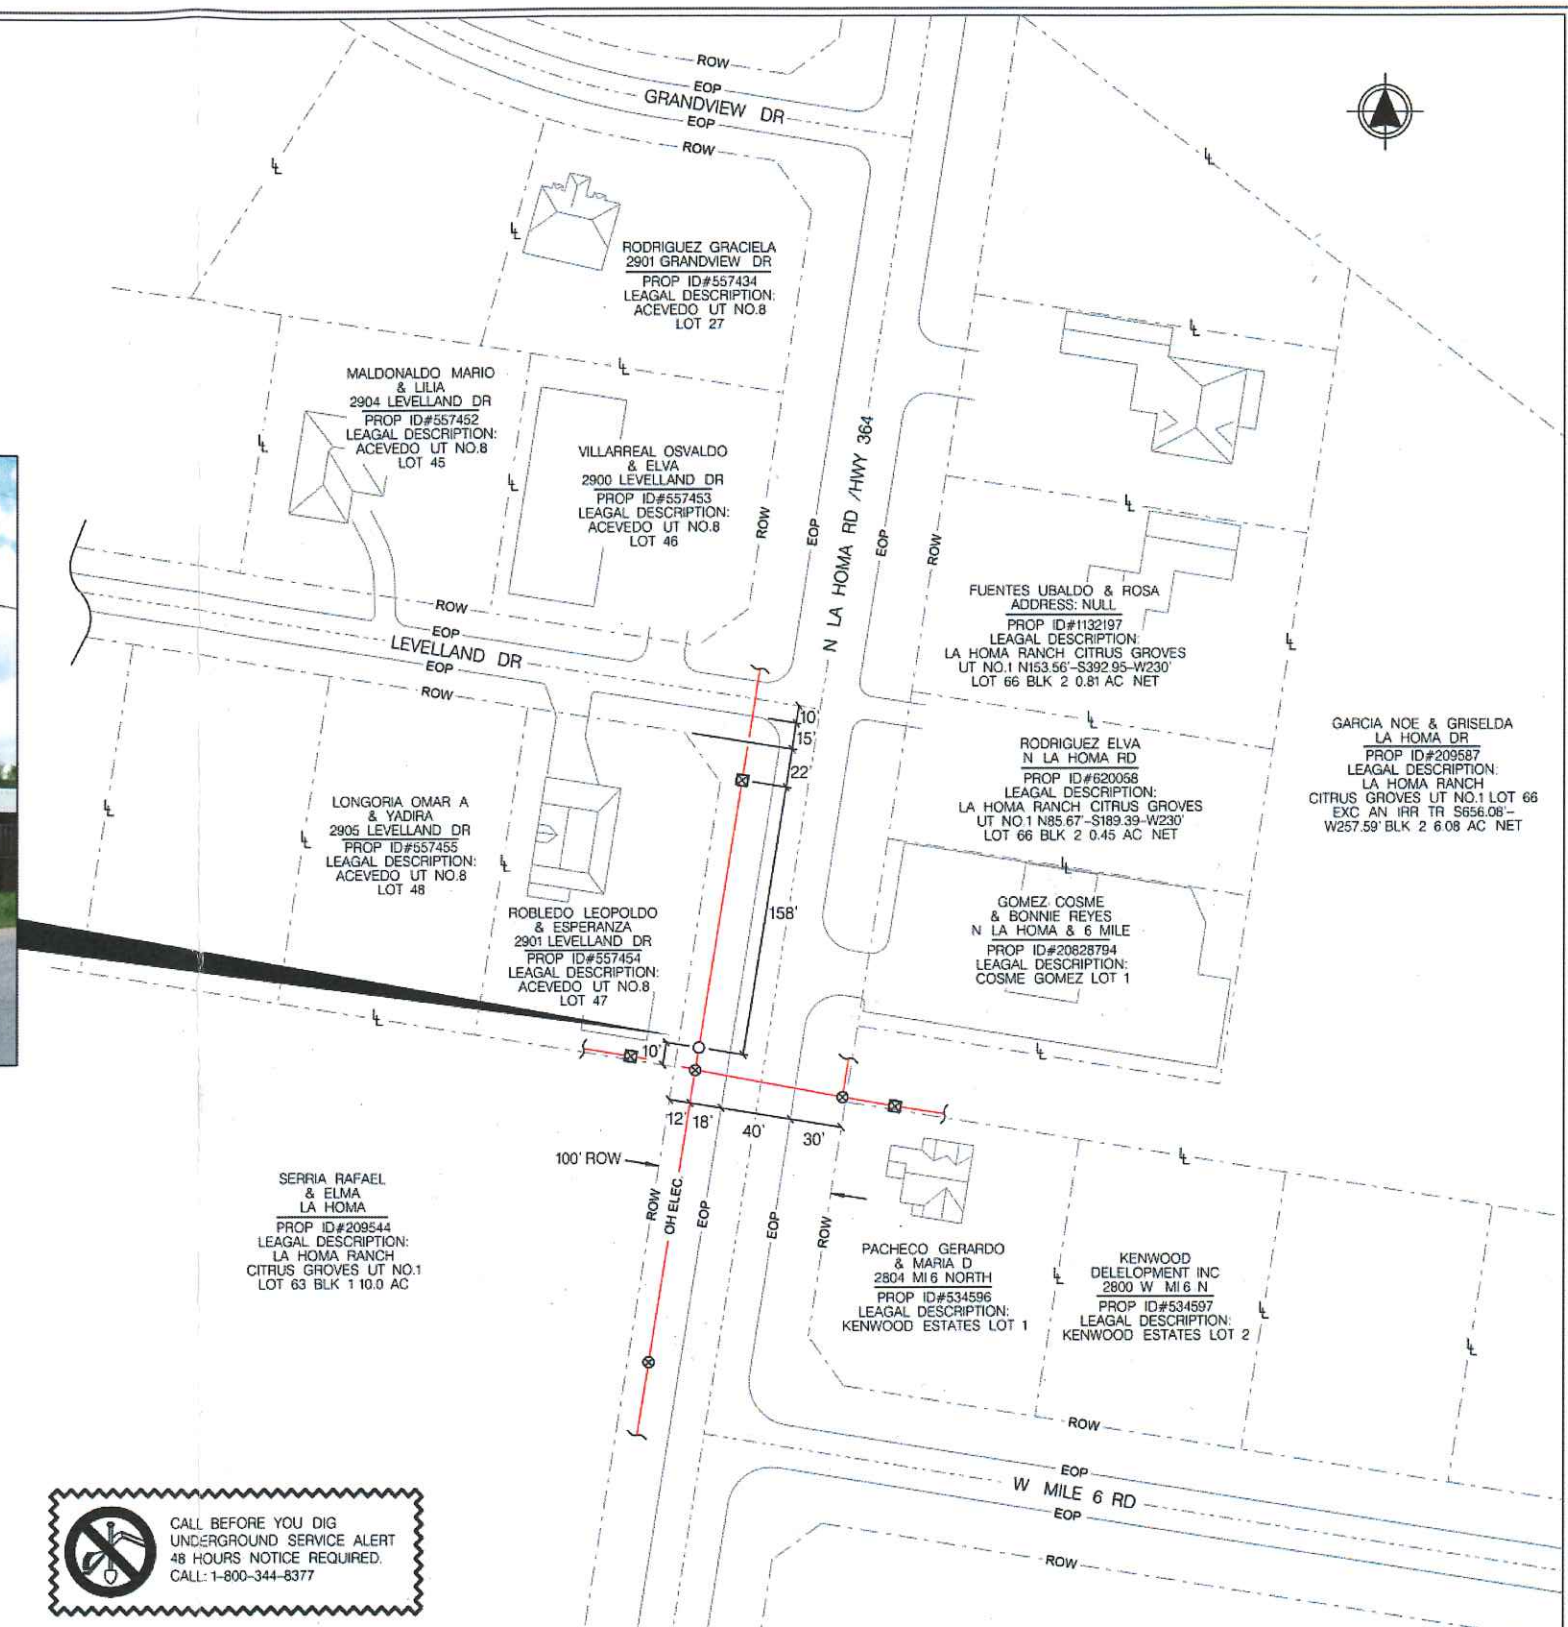 ROW
EOP
GRANDVIEW DR
EOP
ROW
RODRIGUEZ GRACIELA
2901 GRANDVIEW DR
PROP ID#557434
LEAGAL DESCRIPTION:
ACEVEDO UT NO.8
LOT 27
MALDONALDO MARIO
& LILIA
2904 LEVELLAND DR
PROP ID#557452
LEAGAL DESCRIPTION:
ACEVEDO UT NO.8
LOT 45
VILLARREAL OSVALDO
& ELVA
2900 LEVELLAND DR
PROP ID#557453
LEAGAL DESCRIPTION:
ACEVEDO UT NO.8
LOT 46
ROW
EOP
N LA HOMA RD /HWY 364
EOP
ROW
ROW
EOP
LEVELLAND DR
EOP
ROW
FUENTES UBALDO & ROSA
ADDRESS: NULL
PROP ID#1132197
LEAGAL DESCRIPTION:
LA HOMA RANCH CITRUS GROVES
UT NO.1 N153.56'-S392.95-W230'
LOT 66 BLK 2 0.81 AC NET
10'
15'
22'
158'
RODRIGUEZ ELVA
N LA HOMA RD
PROP ID#620058
LEAGAL DESCRIPTION:
LA HOMA RANCH CITRUS GROVES
UT NO.1 N85.67'-S189.39-W230'
LOT 66 BLK 2 0.45 AC NET
GARCIA NOE & GRISELDA
LA HOMA DR
PROP ID#209587
LEAGAL DESCRIPTION:
LA HOMA RANCH
CITRUS GROVES UT NO.1 LOT 66
EXC AN IRR TR S656.08'-
W257.59' BLK 2 6.08 AC NET
LONGORIA OMAR A
& YADIRA
2905 LEVELLAND DR
PROP ID#557455
LEAGAL DESCRIPTION:
ACEVEDO UT NO.8
LOT 48
ROBLEDO LEOPOLDO
& ESPERANZA
2901 LEVELLAND DR
PROP ID#557454
LEAGAL DESCRIPTION:
ACEVEDO UT NO.8
LOT 47
GOMEZ COSME
& BONNIE REYES
N LA HOMA & 6 MILE
PROP ID#20828794
LEAGAL DESCRIPTION:
COSME GOMEZ LOT 1
10'
12'
18'
40'
30'
100' ROW
ROW
OH ELEC.
EOP
EOP
ROW
SERRIA RAFAEL
& ELMA
LA HOMA
PROP ID#209544
LEAGAL DESCRIPTION:
LA HOMA RANCH
CITRUS GROVES UT NO.1
LOT 63 BLK 1 10.0 AC
PACHECO GERARDO
& MARIA D
2804 MI 6 NORTH
PROP ID#534596
LEAGAL DESCRIPTION:
KENWOOD ESTATES LOT 1
KENWOOD
DELELOPMENT INC
2800 W MI 6 N
PROP ID#534597
LEAGAL DESCRIPTION:
KENWOOD ESTATES LOT 2
ROW
EOP
W MILE 6 RD
EOP
ROW
CALL BEFORE YOU DIG
UNDERGROUND SERVICE ALERT
48 HOURS NOTICE REQUIRED.
CALL: 1-800-344-8377